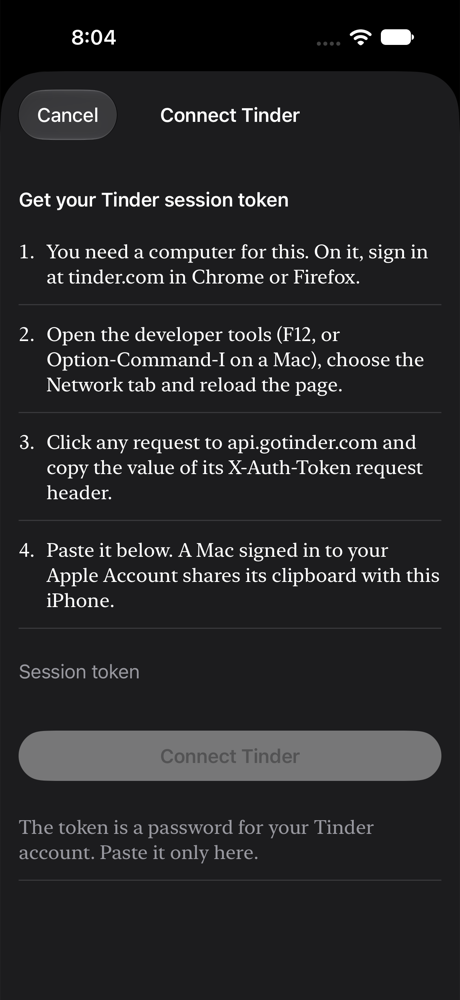 8:04
Cancel
Connect Tinder
Get your Tinder session token
1. You need a computer for this. On it, sign in
at tinder.com in Chrome or Firefox.
2. Open the developer tools (F12, or
Option-Command-I on a Mac), choose the
Network tab and reload the page.
3. Click any request to api.gotinder.com and
copy the value of its X-Auth-Token request
header.
4. Paste it below. A Mac signed in to your
Apple Account shares its clipboard with this
iPhone.
Session token
Connect Tinder
The token is a password for your Tinder
account. Paste it only here.